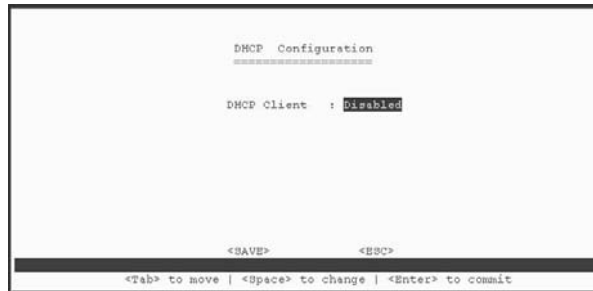 DHCP Configuration
===================
DHCP Client : Disabled
<SAVE> <ESC>
<Tab> to move | <Space> to change | <Enter> to commit